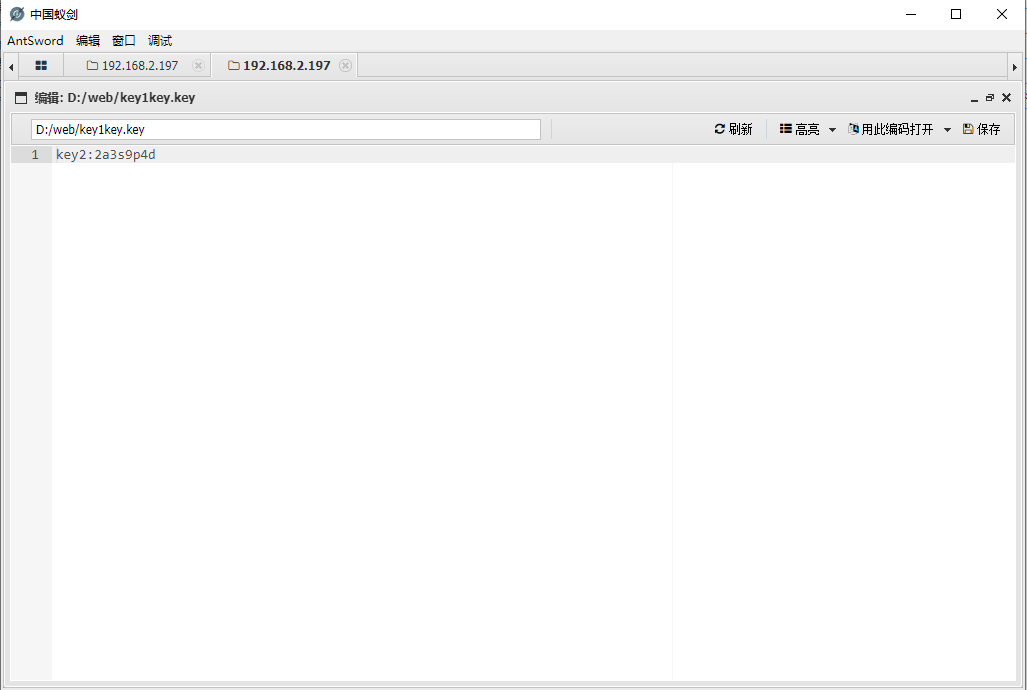 中国蚁剑
AntSword 编辑 窗口 调试
192.168.2.197 192.168.2.197
编辑: D:/web/key1key.key
D:/web/key1key.key 刷新 高亮 用此编码打开 保存
1 key2:2a3s9p4d